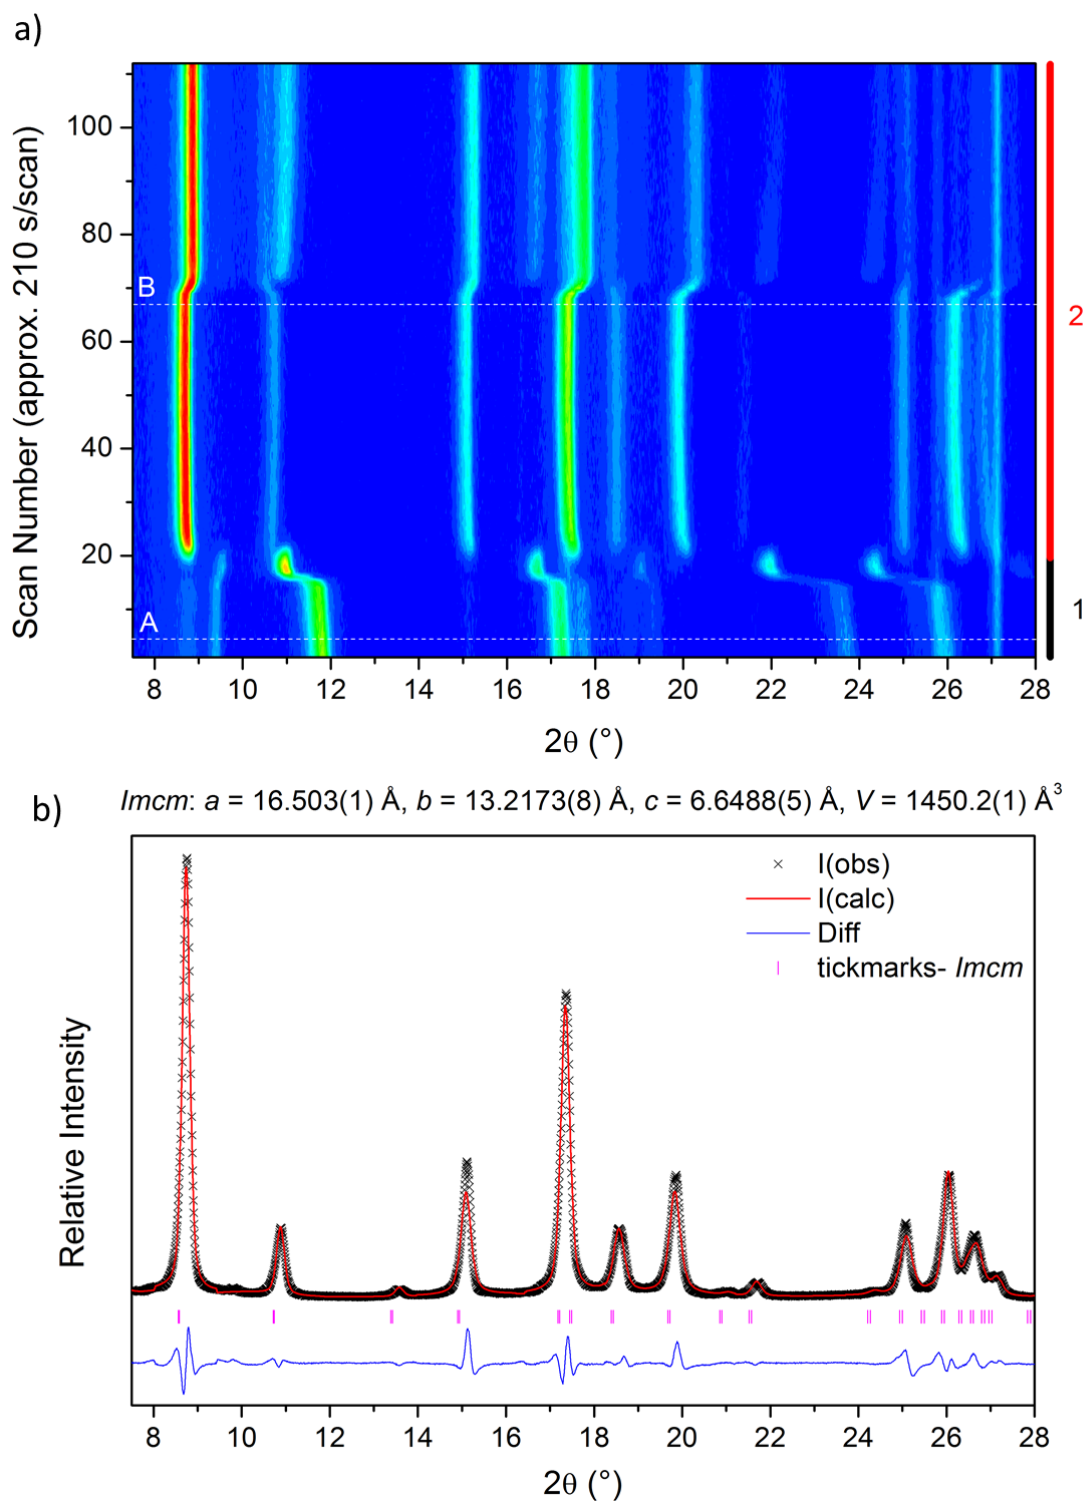 a)
Scan Number (approx. 210 s/scan)
100
80
60
40
20
B
A
2
1
8 10 12 14 16 18 20 22 24 26 28
2θ (°)
b)
Imcm: a = 16.503(1) Å, b = 13.2173(8) Å, c = 6.6488(5) Å, V = 1450.2(1) Å³
I(obs)
I(calc)
Diff
tickmarks- Imcm
Relative Intensity
8 10 12 14 16 18 20 22 24 26 28
2θ (°)